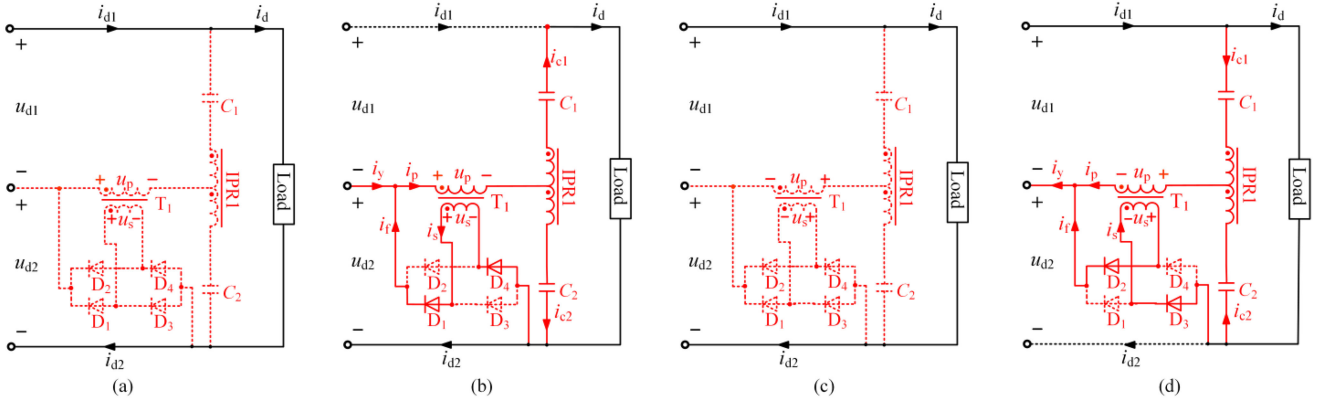 i_d1 i_d
+
C_1
u_d1
−
+ u_p −
T_1
IPR1
Load
+
+ u_s −
u_d2
D_2 D_4
C_2
D_1 D_3
−
i_d2
(a)
i_d1 i_d
+
i_c1
C_1
u_d1
−
i_y i_p + u_p −
T_1
IPR1
Load
+
+ u_s −
i_f i_s
u_d2
D_2 D_4
C_2
D_1 D_3
i_c2
−
i_d2
(b)
i_d1 i_d
+
C_1
u_d1
−
− u_p +
T_1
IPR1
Load
+
− u_s +
u_d2
D_2 D_4
C_2
D_1 D_3
−
i_d2
(c)
i_d1 i_d
+
i_c1
C_1
u_d1
−
i_y i_p − u_p +
T_1
IPR1
Load
+
− u_s +
i_f i_s
u_d2
D_2 D_4
C_2
D_1 D_3
i_c2
−
i_d2
(d)